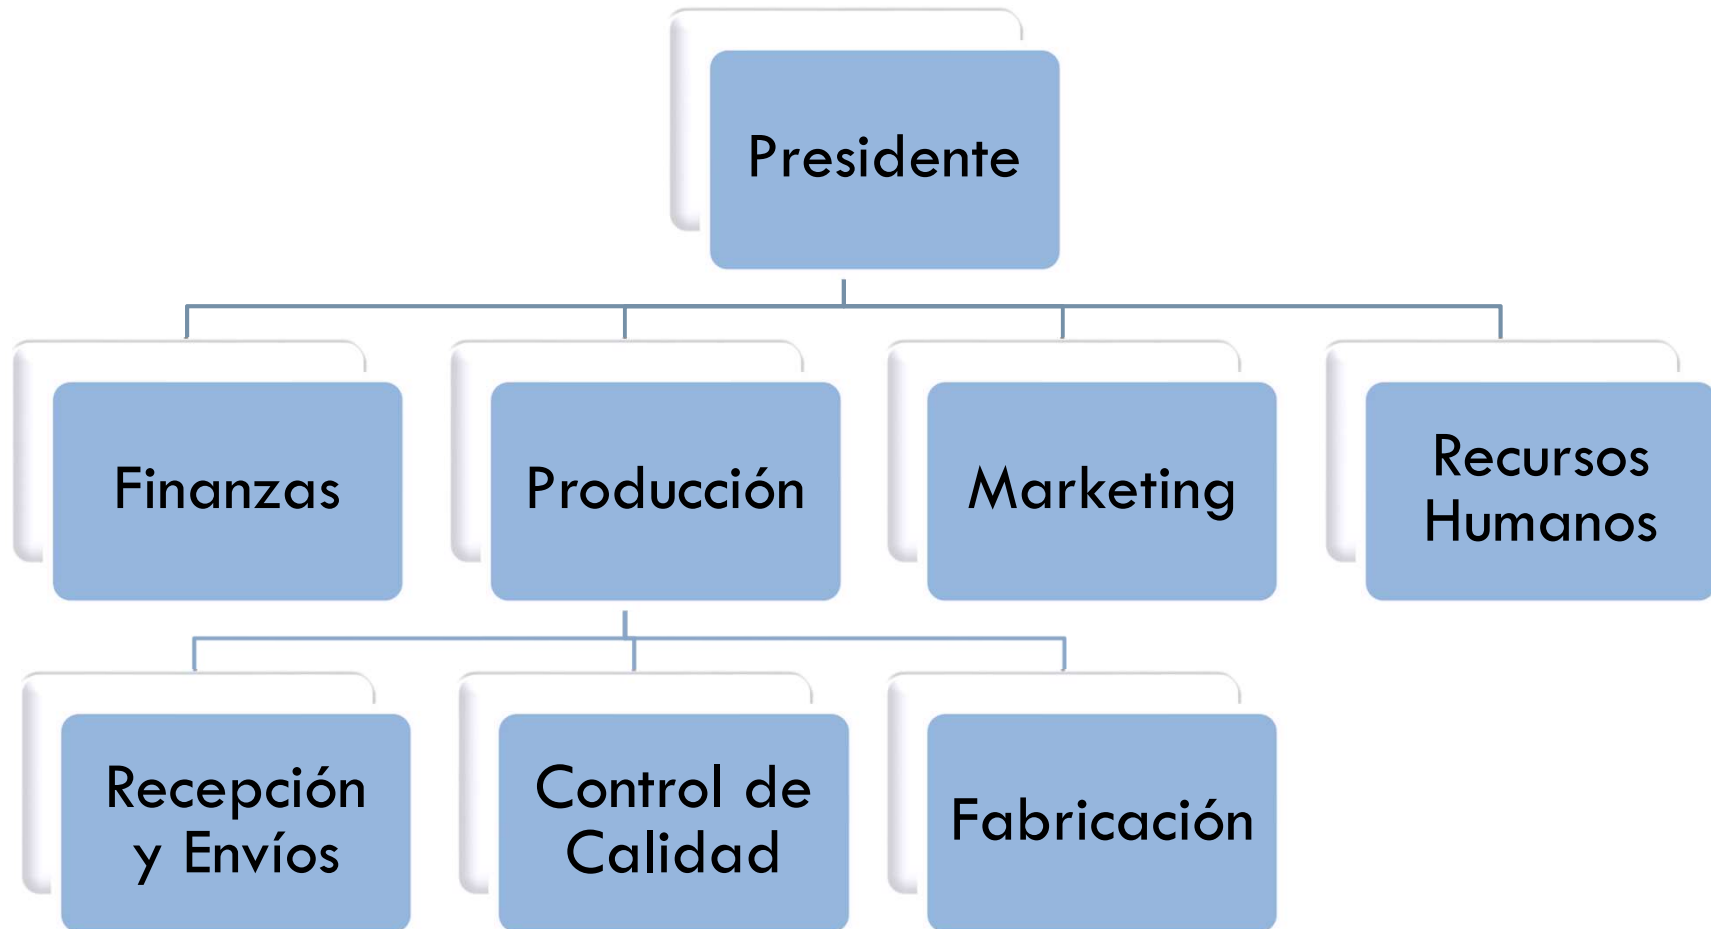 Presidente
Finanzas
Producción
Marketing
Recursos
Humanos
Recepción
y Envíos
Control de
Calidad
Fabricación